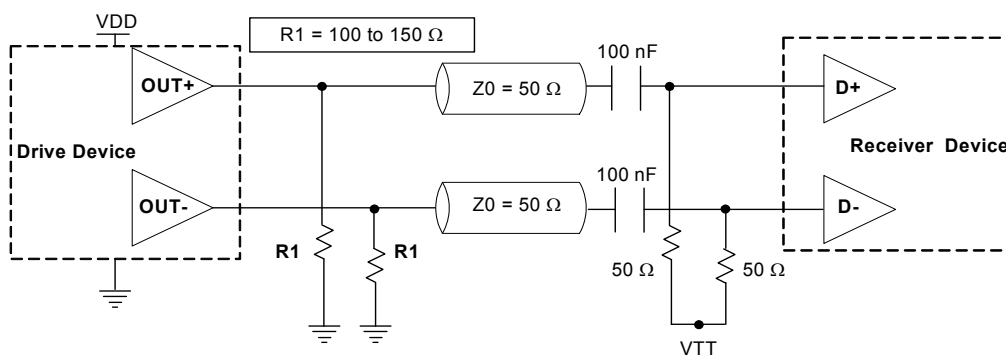 VDD
R1 = 100 to 150 Ω
100 nF
OUT+
Z0 = 50 Ω
D+
Drive Device
Receiver Device
100 nF
OUT-
Z0 = 50 Ω
D-
R1
R1
50 Ω
50 Ω
VTT